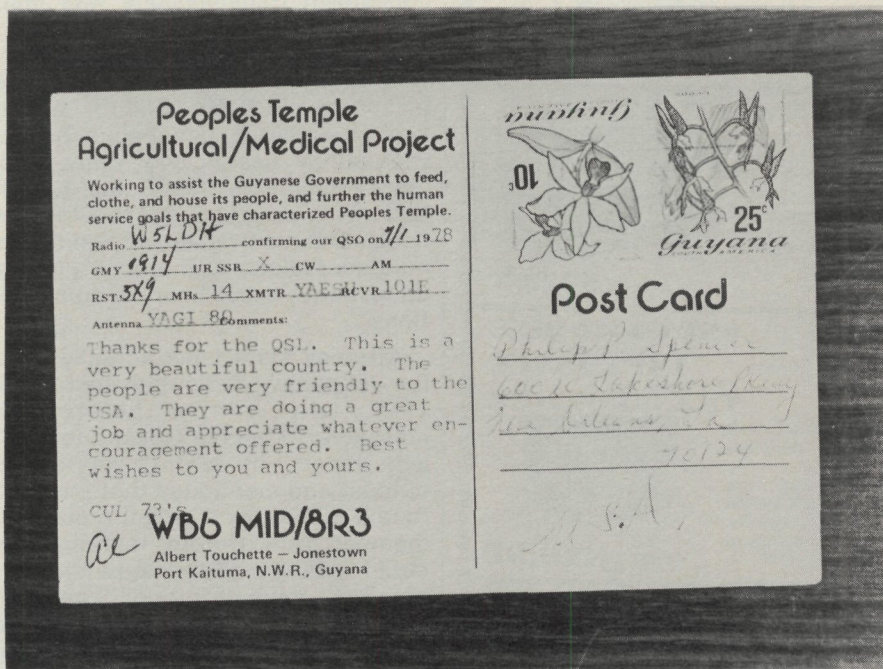 Peoples Temple
Agricultural/Medical Project
Working to assist the Guyanese Government to feed,
clothe, and house its people, and further the human
service goals that have characterized Peoples Temple.
Radio W5LDH confirming our QSO on 7/1 1978
GMT 1914 UR SSB X CW AM
RST 5X9 MHs 14 XMTR YAESU RCVR 101E
Antenna YAGI 80 Comments:
Thanks for the QSL. This is a
very beautiful country. The
people are very friendly to the
USA. They are doing a great
job and appreciate whatever en-
couragement offered. Best
wishes to you and yours.
CUL 73's
Al
WB6 MID/8R3
Albert Touchette — Jonestown
Port Kaituma, N.W.R., Guyana
Guyana
10c
25c
Guyana
SOUTH AMERICA
Post Card
Philip P. Spencer
Lakeshore Pkwy
New Orleans, La
70124
U.S.A.